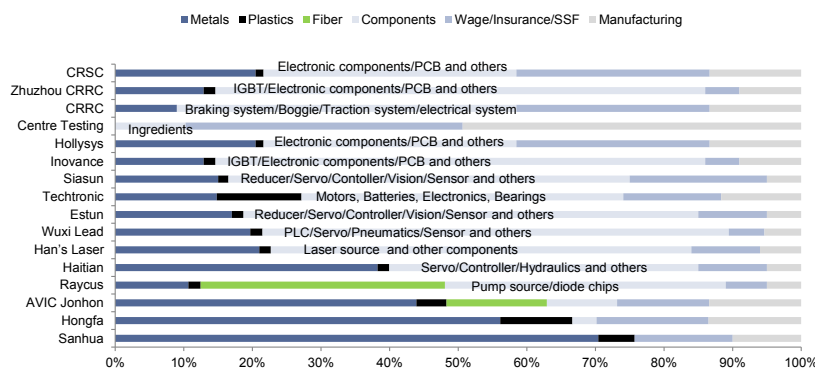 Metals Plastics Fiber Components Wage/Insurance/SSF Manufacturing
CRSC Electronic components/PCB and others
Zhuzhou CRRC IGBT/Electronic components/PCB and others
CRRC Braking system/Boggie/Traction system/electrical system
Centre Testing Ingredients
Hollysys Electronic components/PCB and others
Inovance IGBT/Electronic components/PCB and others
Siasun Reducer/Servo/Contoller/Vision/Sensor and others
Techtronic Motors, Batteries, Electronics, Bearings
Estun Reducer/Servo/Controller/Vision/Sensor and others
Wuxi Lead PLC/Servo/Pneumatics/Sensor and others
Han's Laser Laser source and other components
Haitian Servo/Controller/Hydraulics and others
Raycus Pump source/diode chips
AVIC Jonhon
Hongfa
Sanhua
0% 10% 20% 30% 40% 50% 60% 70% 80% 90% 100%